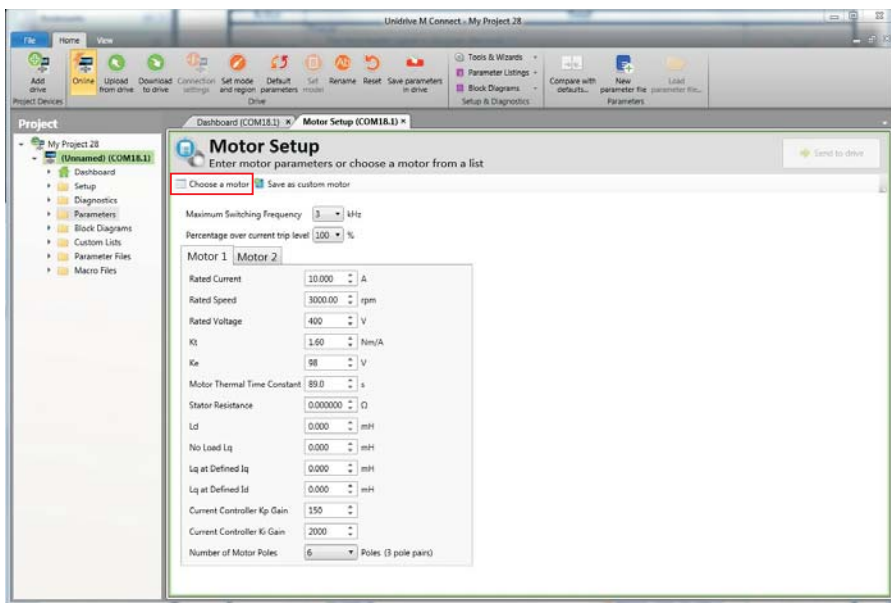 Unidrive M Connect - My Project 28
File Home View
Add drive
Online
Upload from drive
Download to drive
Connection settings
Set mode and region
Default parameters
Set model
Rename
Reset
Save parameters in drive
Tools & Wizards
Parameter Listings
Block Diagrams
Compare with defaults...
New parameter file
Load parameter file...
Project Devices
Drive
Setup & Diagnostics
Parameters
Project
Dashboard (COM18.1) × Motor Setup (COM18.1) ×
My Project 28
(Unnamed) (COM18.1)
Dashboard
Setup
Diagnostics
Parameters
Block Diagrams
Custom Lists
Parameter Files
Macro Files
Motor Setup
Enter motor parameters or choose a motor from a list
Send to drive
Choose a motor Save as custom motor
Maximum Switching Frequency 3 kHz
Percentage over current trip level 100 %
Motor 1 Motor 2
Rated Current 10.000 A
Rated Speed 3000.00 rpm
Rated Voltage 400 V
Kt 1.60 Nm/A
Ke 98 V
Motor Thermal Time Constant 89.0 s
Stator Resistance 0.000000 Ω
Ld 0.000 mH
No Load Lq 0.000 mH
Lq at Defined Iq 0.000 mH
Lq at Defined Id 0.000 mH
Current Controller Kp Gain 150
Current Controller Ki Gain 2000
Number of Motor Poles 6 Poles (3 pole pairs)